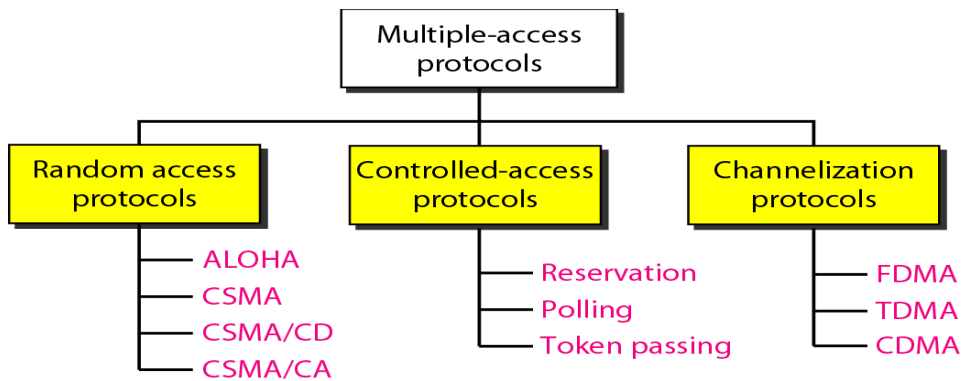 Multiple-access
protocols
Random access
protocols
Controlled-access
protocols
Channelization
protocols
ALOHA
CSMA
CSMA/CD
CSMA/CA
Reservation
Polling
Token passing
FDMA
TDMA
CDMA